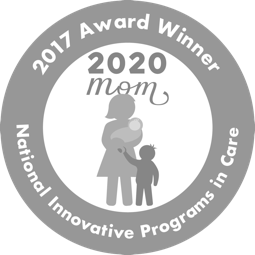 2017 Award Winner
2020
mom
National Innovative Programs in Care